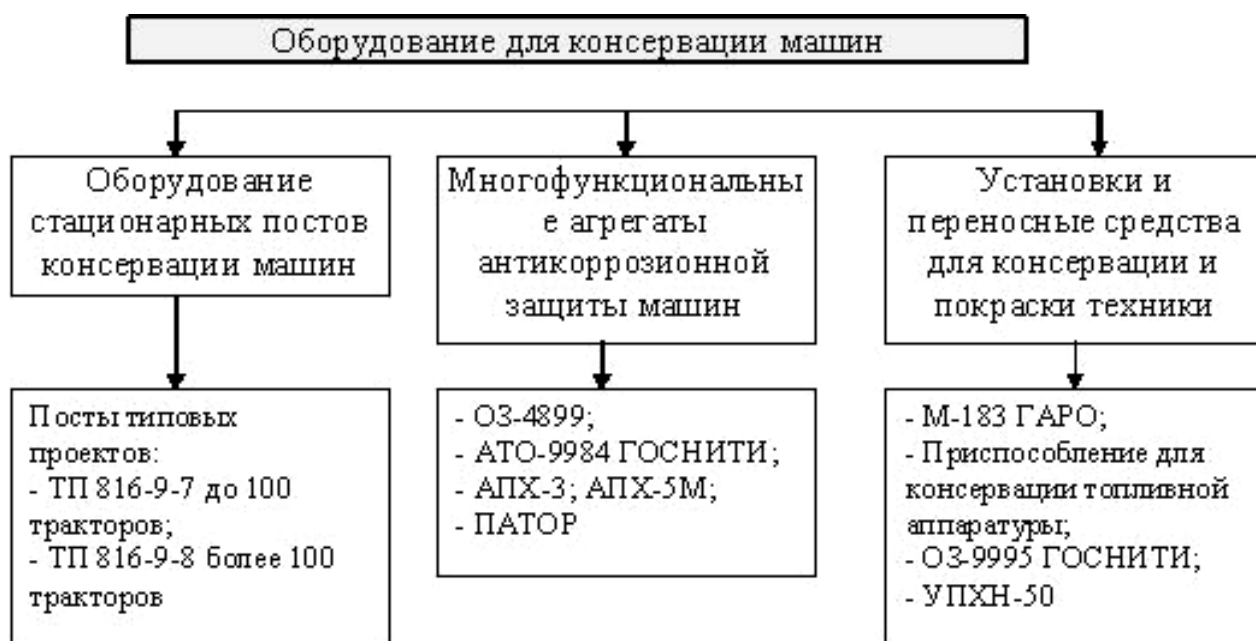 Оборудование для консервации машин
Оборудование
стационарных постов
консервации машин
Многофункциональны
е агрегаты
антикоррозионной
защиты машин
Установки и
переносные средства
для консервации и
покраски техники
Посты типовых
проектов:
- ТП 816-9-7 до 100
тракторов;
- ТП 816-9-8 более 100
тракторов
- ОЗ-4899;
- АТО-9984 ГОСНИТИ;
- АПХ-3; АПХ-5М;
- ПАТОР
- М-183 ГАРО;
- Приспособление для
консервации топливной
аппаратуры;
- ОЗ-9995 ГОСНИТИ;
- УПХН-50